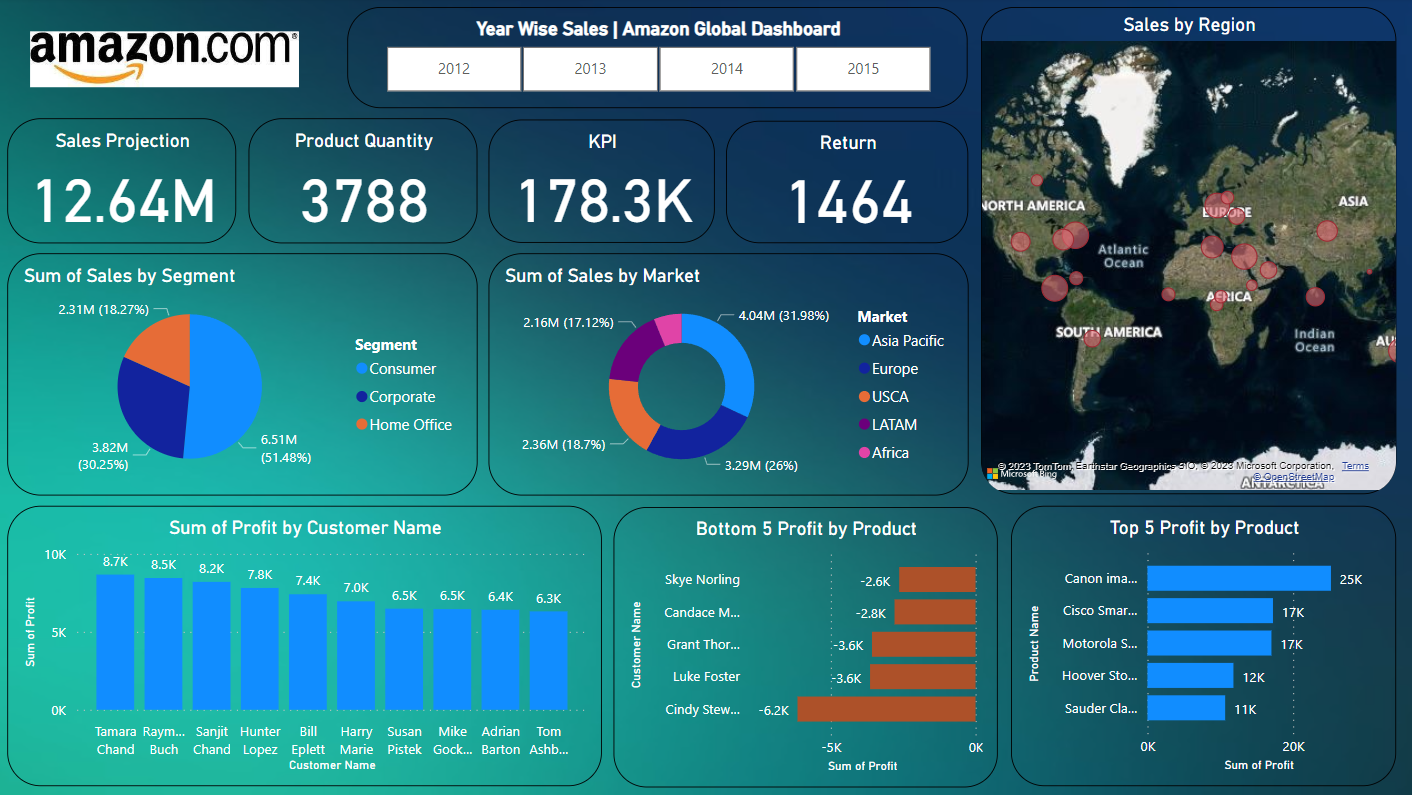 amazon.com®
Year Wise Sales | Amazon Global Dashboard
2012
2013
2014
2015
Sales by Region
NORTH AMERICA
EUROPE
ASIA
Atlantic
Ocean
AFRICA
SOUTH AMERICA
Indian
Ocean
AU
ANTARCTICA
© 2023 TomTom, Earthstar Geographics SIO, © 2023 Microsoft Corporation, Terms
Microsoft Bing
© OpenStreetMap
Sales Projection
12.64M
Product Quantity
3788
KPI
178.3K
Return
1464
Sum of Sales by Segment
2.31M (18.27%)
3.82M
(30.25%)
6.51M
(51.48%)
Segment
Consumer
Corporate
Home Office
Sum of Sales by Market
2.16M (17.12%)
4.04M (31.98%)
2.36M (18.7%)
3.29M (26%)
Market
Asia Pacific
Europe
USCA
LATAM
Africa
Sum of Profit by Customer Name
Sum of Profit
10K
5K
0K
8.7K
8.5K
8.2K
7.8K
7.4K
7.0K
6.5K
6.5K
6.4K
6.3K
Tamara
Chand
Raym...
Buch
Sanjit
Chand
Hunter
Lopez
Bill
Eplett
Harry
Marie
Susan
Pistek
Mike
Gock...
Adrian
Barton
Tom
Ashb...
Customer Name
Bottom 5 Profit by Product
Customer Name
Skye Norling
-2.6K
Candace M...
-2.8K
Grant Thor...
-3.6K
Luke Foster
-3.6K
Cindy Stew...
-6.2K
-5K
0K
Sum of Profit
Top 5 Profit by Product
Product Name
Canon ima...
25K
Cisco Smar...
17K
Motorola S...
17K
Hoover Sto...
12K
Sauder Cla...
11K
0K
20K
Sum of Profit